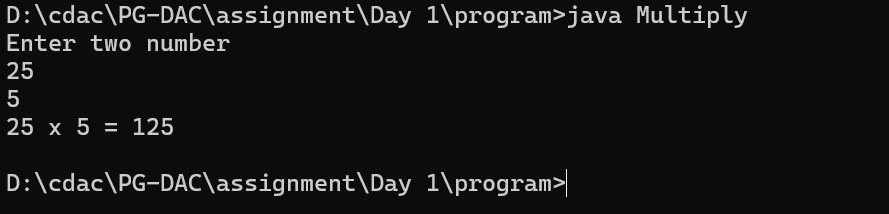 D:\cdac\PG-DAC\assignment\Day 1\program>java Multiply
Enter two number
25
5
25 x 5 = 125
D:\cdac\PG-DAC\assignment\Day 1\program>